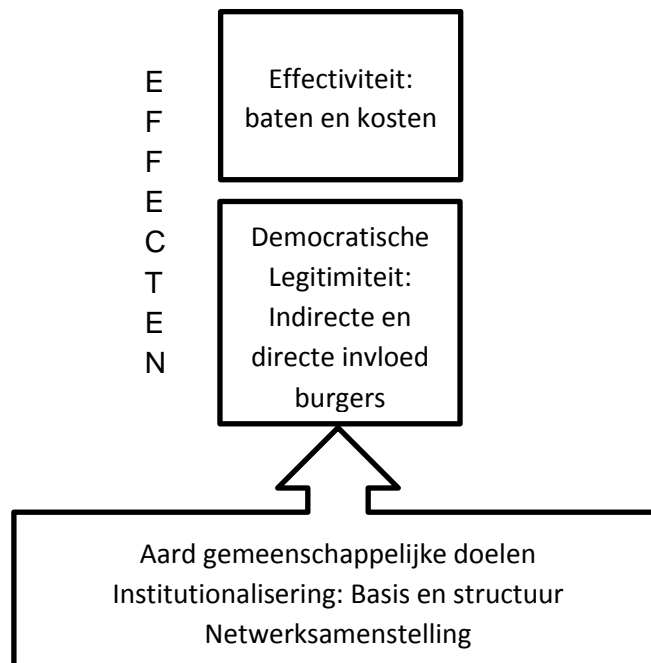 EFFECTEN
Effectiviteit:
baten en kosten
Democratische
Legitimiteit:
Indirecte en
directe invloed
burgers
Aard gemeenschappelijke doelen
Institutionalisering: Basis en structuur
Netwerksamenstelling